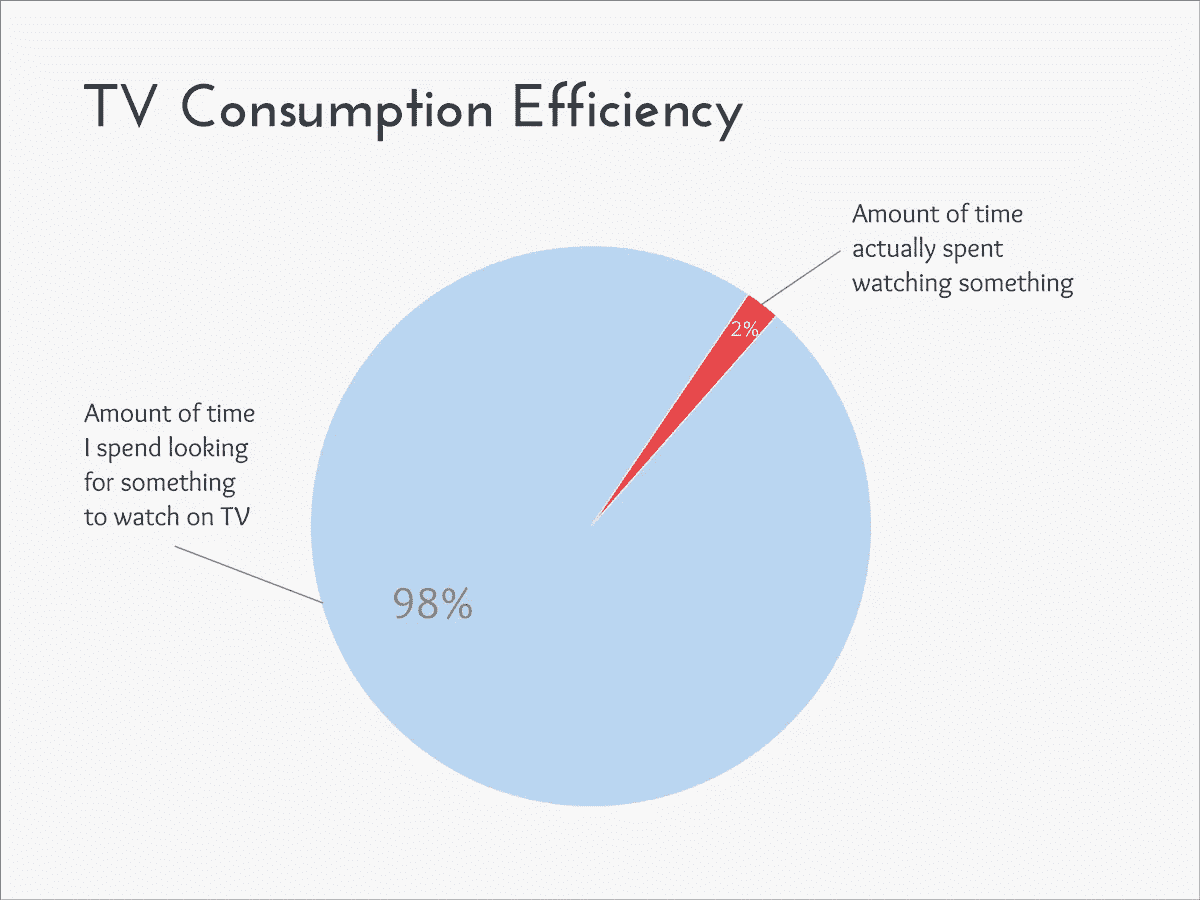 TV Consumption Efficiency
Amount of time
actually spent
watching something
2%
Amount of time
I spend looking
for something
to watch on TV
98%